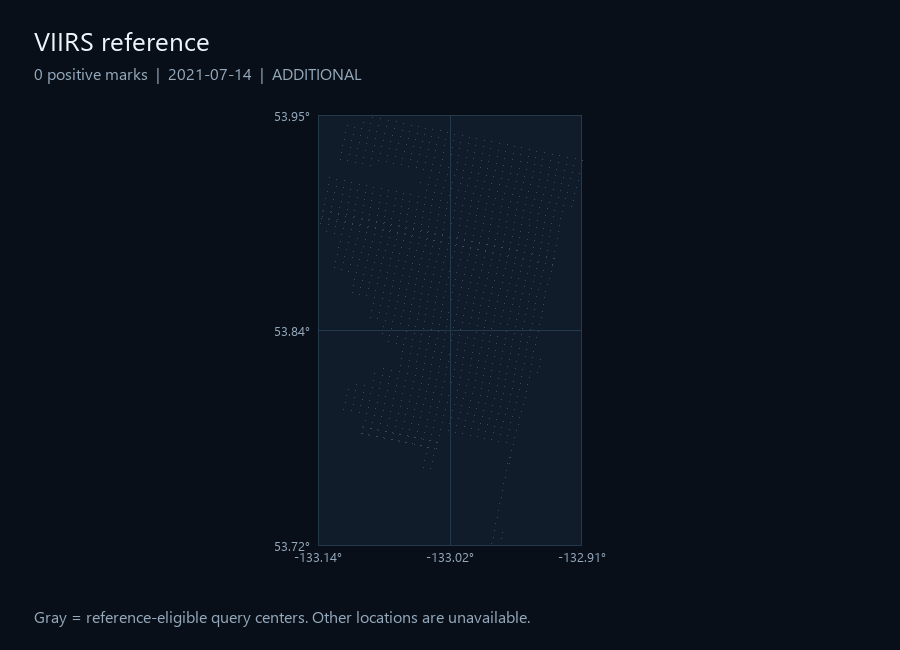 VIIRS reference
0 positive marks | 2021-07-14 | ADDITIONAL
53.95°
53.84°
53.72°
-133.14°
-133.02°
-132.91°
Gray = reference-eligible query centers. Other locations are unavailable.